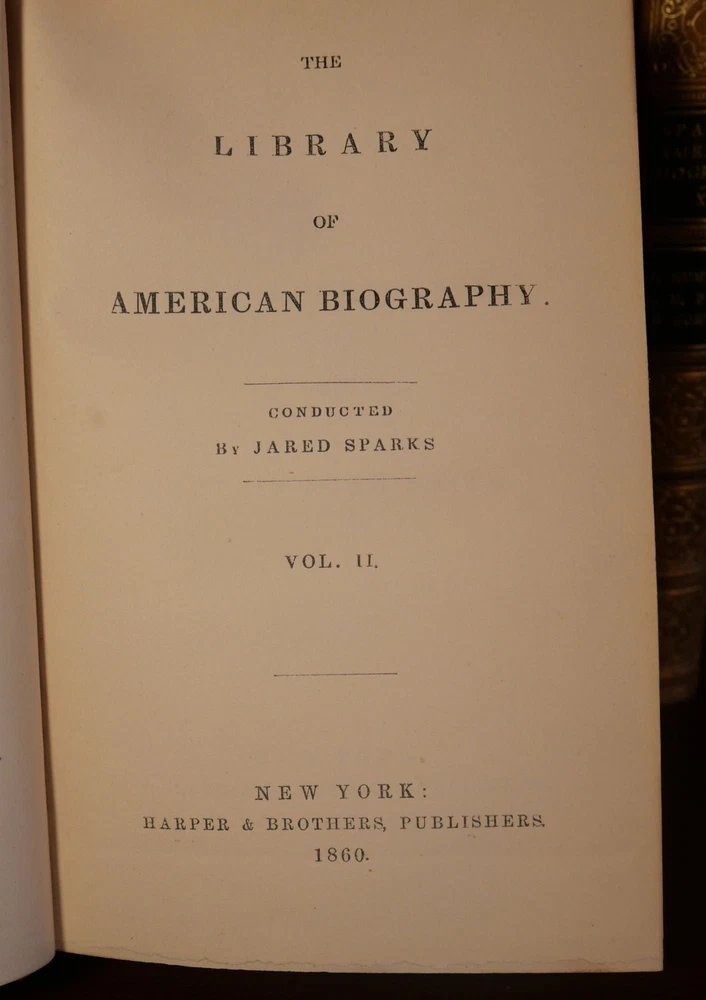 THE
LIBRARY
OF
AMERICAN BIOGRAPHY.
CONDUCTED
BY JARED SPARKS
VOL. II.
NEW YORK:
HARPER & BROTHERS, PUBLISHERS.
1860.